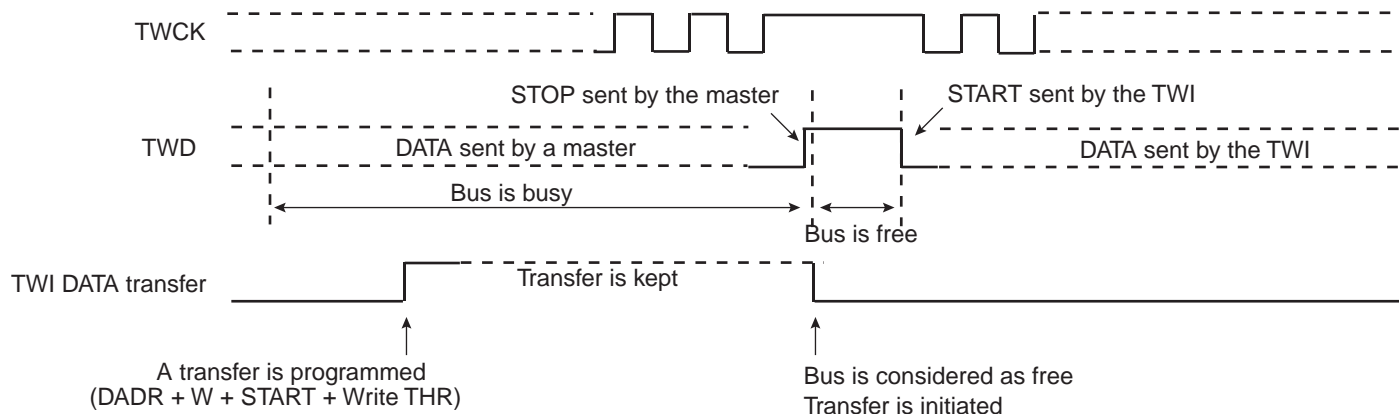 TWCK
STOP sent by the master
START sent by the TWI
TWD
DATA sent by a master
DATA sent by the TWI
Bus is busy
Bus is free
TWI DATA transfer
Transfer is kept
A transfer is programmed
(DADR + W + START + Write THR)
Bus is considered as free
Transfer is initiated